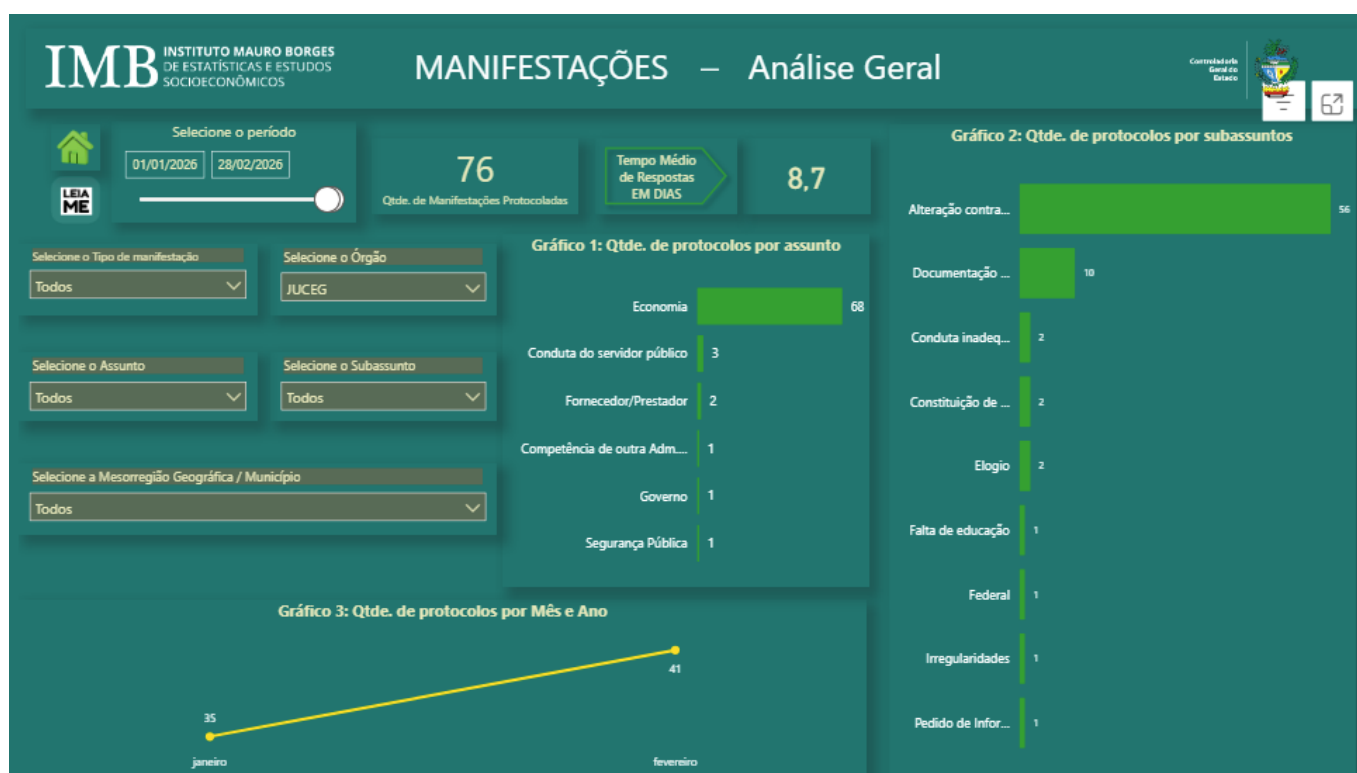 IMB
INSTITUTO MAURO BORGES
DE ESTATÍSTICAS E ESTUDOS
SOCIOECONÔMICOS
MANIFESTAÇÕES – Análise Geral
Controladoria
Geral do
Estado
LEIA
ME
Selecione o período
01/01/2026 28/02/2026
76
Qtde. de Manifestações Protocoladas
Tempo Médio
de Respostas
EM DIAS
8,7
Selecione o Tipo de manifestação
Todos
Selecione o Órgão
JUCEG
Selecione o Assunto
Todos
Selecione o Subassunto
Todos
Selecione a Mesorregião Geográfica / Município
Todos
Gráfico 1: Qtde. de protocolos por assunto
Economia 68
Conduta do servidor público 3
Fornecedor/Prestador 2
Competência de outra Adm.... 1
Governo 1
Segurança Pública 1
Gráfico 2: Qtde. de protocolos por subassuntos
Alteração contra... 56
Documentação ... 10
Conduta inadeq... 2
Constituição de ... 2
Elogio 2
Falta de educação 1
Federal 1
Irregularidades 1
Pedido de Infor... 1
Gráfico 3: Qtde. de protocolos por Mês e Ano
35
41
janeiro
fevereiro